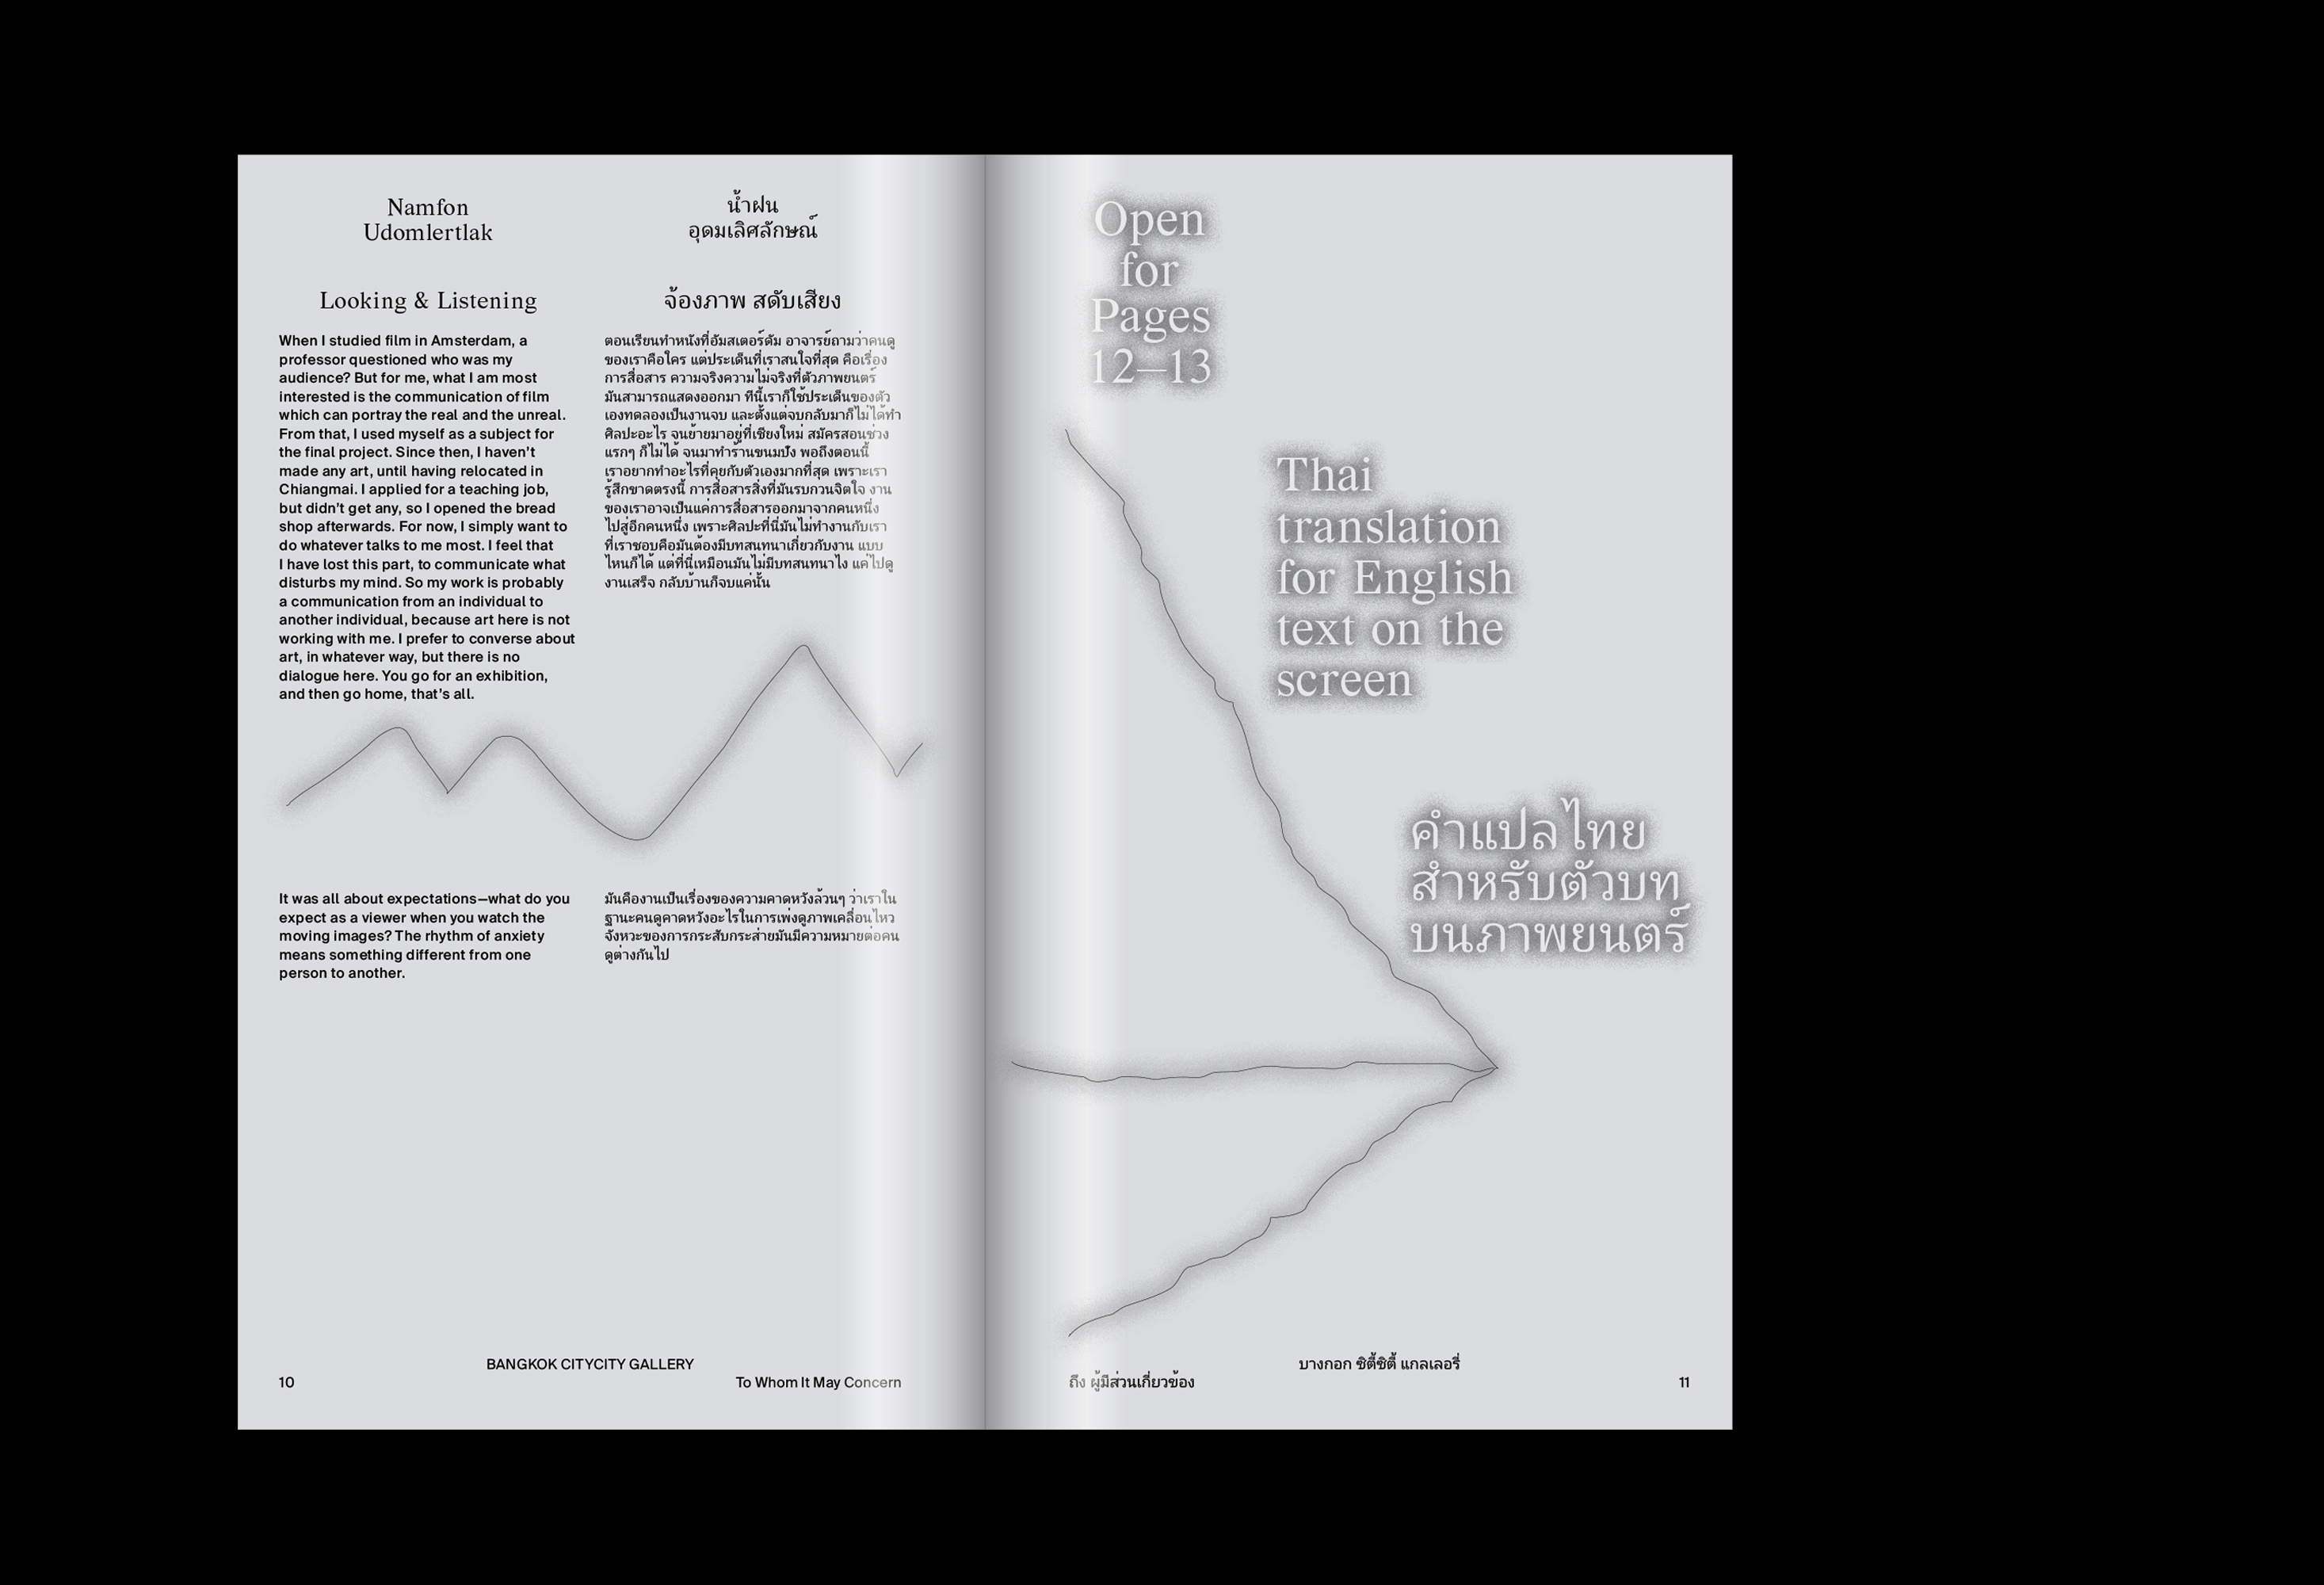 Namfon
Udomlertlak
Looking & Listening
When I studied film in Amsterdam, a
professor questioned who was my
audience? But for me, what I am most
interested is the communication of film
which can portray the real and the unreal.
From that, I used myself as a subject for
the final project. Since then, I haven't
made any art, until having relocated in
Chiangmai. I applied for a teaching job,
but didn't get any, so I opened the bread
shop afterwards. For now, I simply want to
do whatever talks to me most. I feel that
I have lost this part, to communicate what
disturbs my mind. So my work is probably
a communication from an individual to
another individual, because art here is not
working with me. I prefer to converse about
art, in whatever way, but there is no
dialogue here. You go for an exhibition,
and then go home, that's all.
It was all about expectations—what do you
expect as a viewer when you watch the
moving images? The rhythm of anxiety
means something different from one
person to another.
น้ำฝน
อุดมเลิศลักษณ์
จ้องภาพ สดับเสียง
ตอนเรียนทำหนังที่อัมสเตอร์ดัม อาจารย์ถามว่าคนดู
ของเราคือใคร แต่ประเด็นที่เราสนใจที่สุด คือเรื่อง
การสื่อสาร ความจริงความไม่จริงที่ตัวภาพยนตร์
มันสามารถแสดงออกมา ทีนี้เราก็ใช้ประเด็นของตัว
เองทดลองเป็นงานจบ และตั้งแต่จบกลับมาก็ไม่ได้ทำ
ศิลปะอะไร จนย้ายมาอยู่ที่เชียงใหม่ สมัครสอนช่วง
แรกๆ ก็ไม่ได้ จนมาทำร้านขนมปัง พอถึงตอนนี้
เราอยากทำอะไรที่คุยกับตัวเองมากที่สุด เพราะเรา
รู้สึกขาดตรงนี้ การสื่อสารสิ่งที่มันรบกวนจิตใจ งาน
ของเราอาจเป็นแค่การสื่อสารออกมาจากคนหนึ่ง
ไปสู่อีกคนหนึ่ง เพราะศิลปะที่นี่มันไม่ทำงานกับเรา
ที่เราชอบคือมันต้องมีบทสนทนาเกี่ยวกับงาน แบบ
ไหนก็ได้ แต่ที่นี่เหมือนมันไม่มีบทสนทนาไง แค่ไปดู
งานเสร็จ กลับบ้านก็จบแค่นั้น
มันคืองานเป็นเรื่องของความคาดหวังล้วนๆ ว่าเราใน
ฐานะคนดูคาดหวังอะไรในการเพ่งดูภาพเคลื่อนไหว
จังหวะของการกระสับกระส่ายมันมีความหมายต่อคน
ดูต่างกันไป
BANGKOK CITYCITY GALLERY
10
To Whom It May Concern
Open
for
Pages
12—13
Thai
translation
for English
text on the
screen
คำแปลไทย
สำหรับตัวบท
บนภาพยนตร์
บางกอก ซิตี้ซิตี้ แกลเลอรี่
ถึง ผู้มีส่วนเกี่ยวข้อง
11